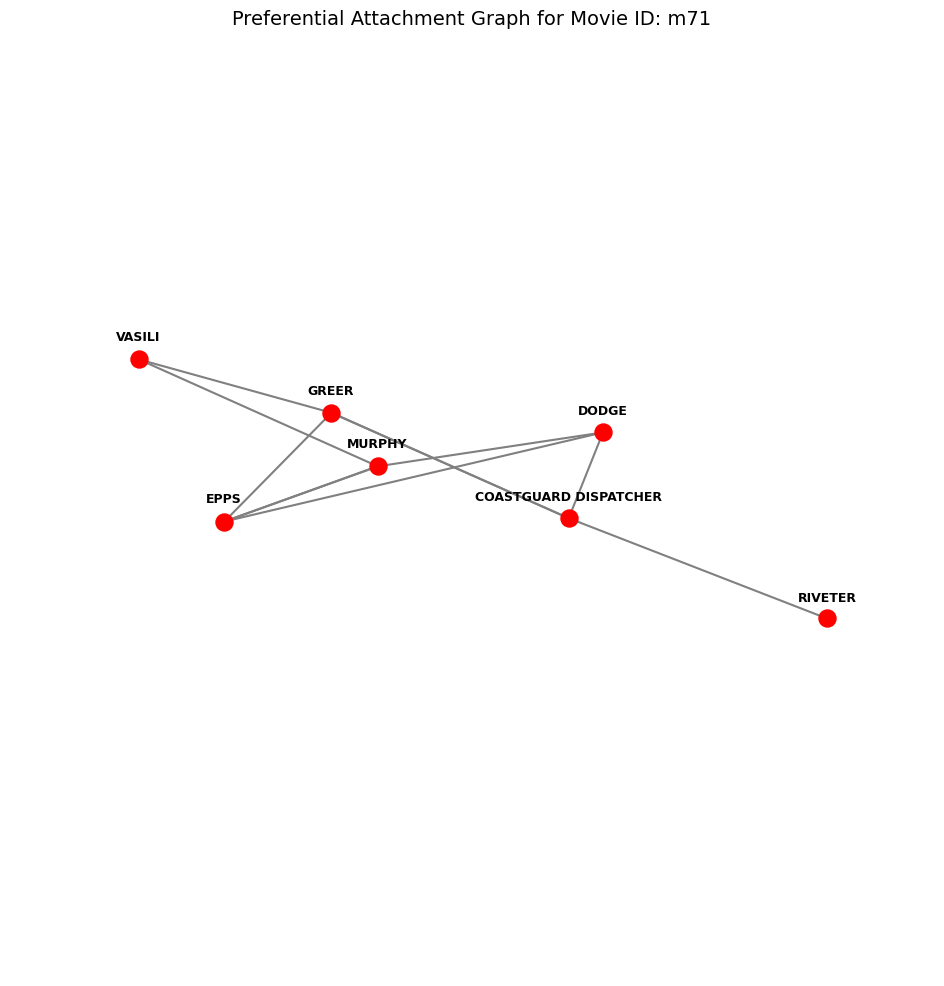 Preferential Attachment Graph for Movie ID: m71
VASILI
GREER
DODGE
MURPHY
COASTGUARD DISPATCHER
EPPS
RIVETER